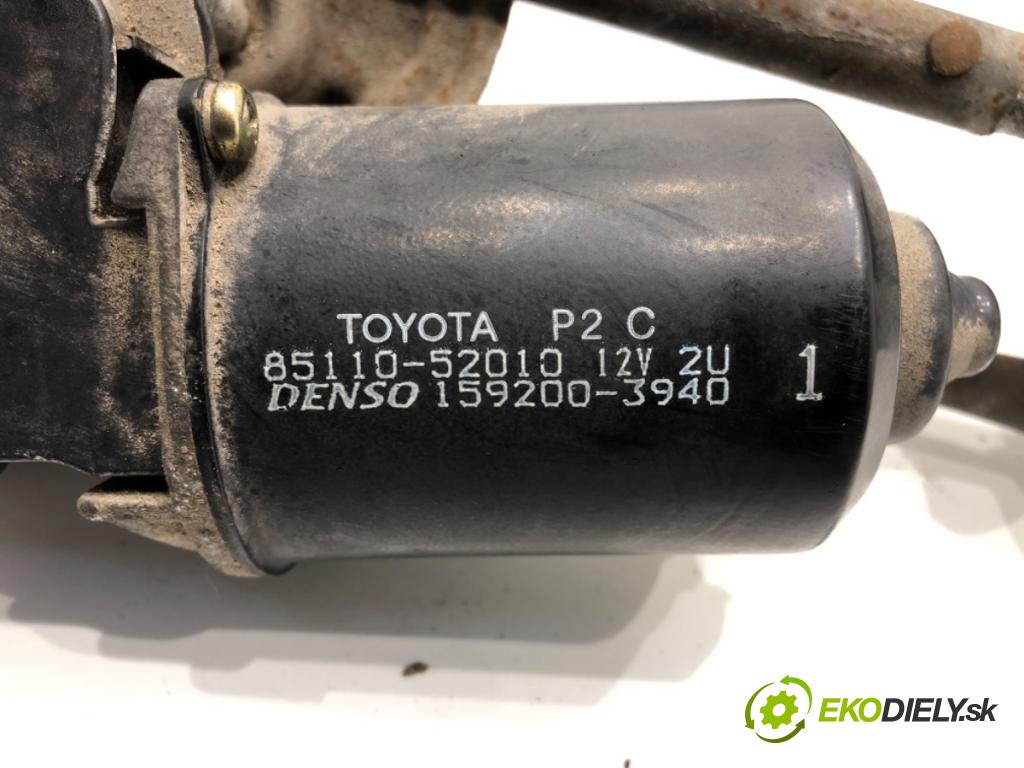 TOYOTA P2 C
85110-52010 12V 2U
DENSO 159200-3940
1
EKODIELY.sk